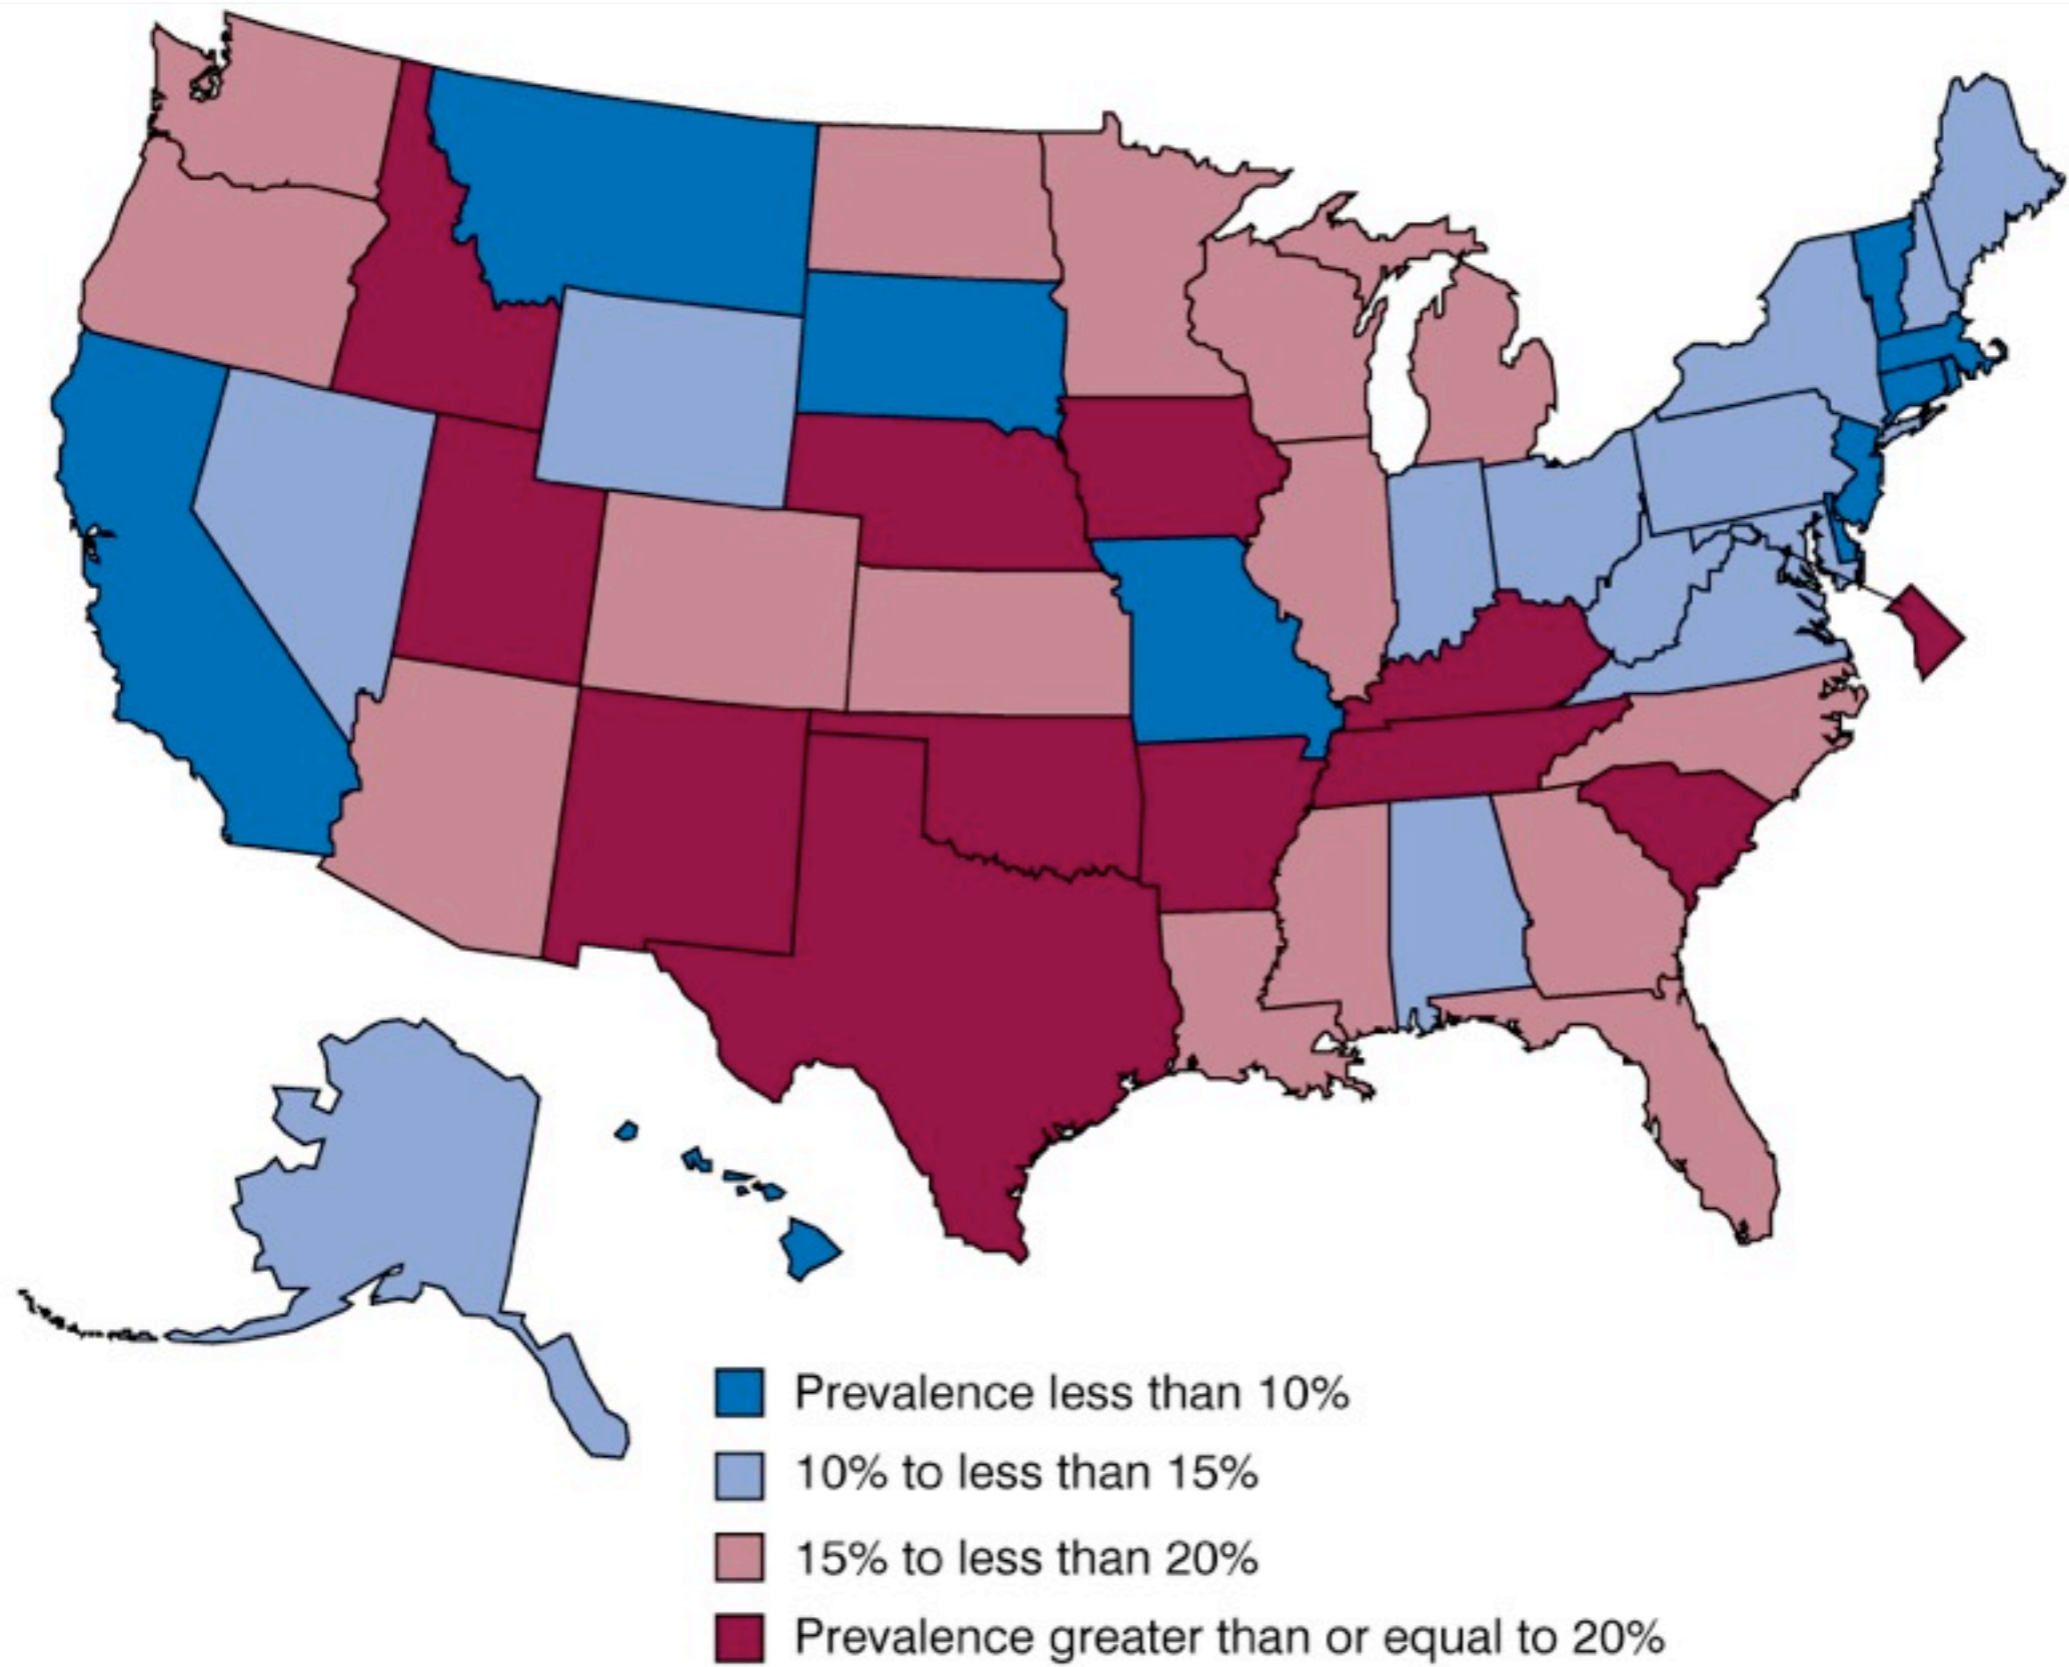 Prevalence less than 10%
10% to less than 15%
15% to less than 20%
Prevalence greater than or equal to 20%